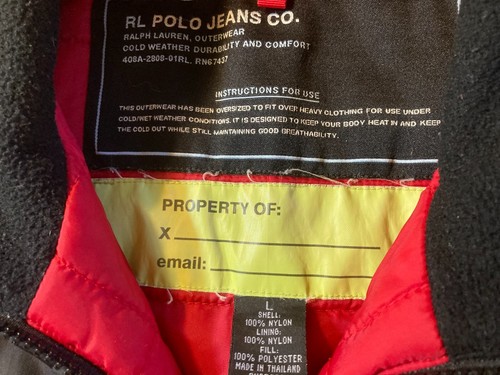 RL POLO JEANS CO.
RALPH LAUREN, OUTERWEAR
COLD WEATHER DURABILITY AND COMFORT
408A-2808-01RL. RN67437
INSTRUCTIONS FOR USE
THIS OUTERWEAR HAS BEEN OVERSIZED TO FIT OVER HEAVY CLOTHING FOR USE UNDER
COLD/WET WEATHER CONDITIONS. IT IS DESIGNED TO KEEP YOUR BODY HEAT IN AND KEEP
THE COLD OUT WHILE STILL MAINTAINING GOOD BREATHABILITY.
PROPERTY OF:
X
email:
L
SHELL:
100% NYLON
LINING:
100% NYLON
FILL:
100% POLYESTER
MADE IN THAILAND